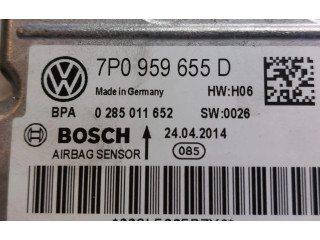 7P0 959 655 D
Made in Germany HW:H06
BPA 0 285 011 652 SW:0026
BOSCH 24.04.2014
AIRBAG SENSOR 085